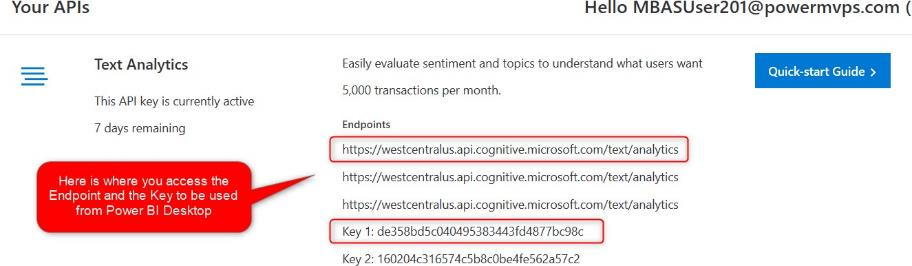 Your APIs
Hello MBASUser201@powermvps.com (
Text Analytics
This API key is currently active
7 days remaining
Easily evaluate sentiment and topics to understand what users want
5,000 transactions per month.
Quick-start Guide >
Endpoints
https://westcentralus.api.cognitive.microsoft.com/text/analytics
https://westcentralus.api.cognitive.microsoft.com/text/analytics
https://westcentralus.api.cognitive.microsoft.com/text/analytics
Key 1: de358bd5c040495383443fd4877bc98c
Key 2: 160204c316574c5b8c0be4fe562a57c2
Here is where you access the
Endpoint and the Key to be used
from Power BI Desktop